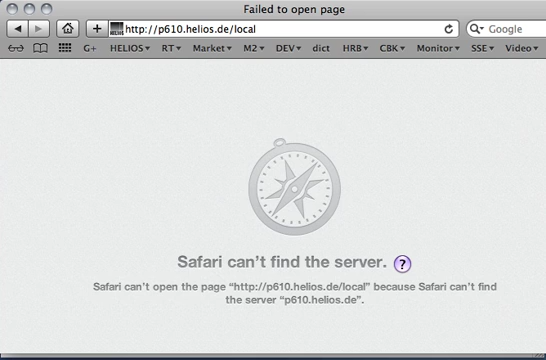 Failed to open page
http://p610.helios.de/local
Google
G+ HELIOS RT Market M2 DEV dict HRB CBK Monitor SSE Video
Safari can't find the server. ?
Safari can't open the page “http://p610.helios.de/local” because Safari can't find
the server “p610.helios.de”.